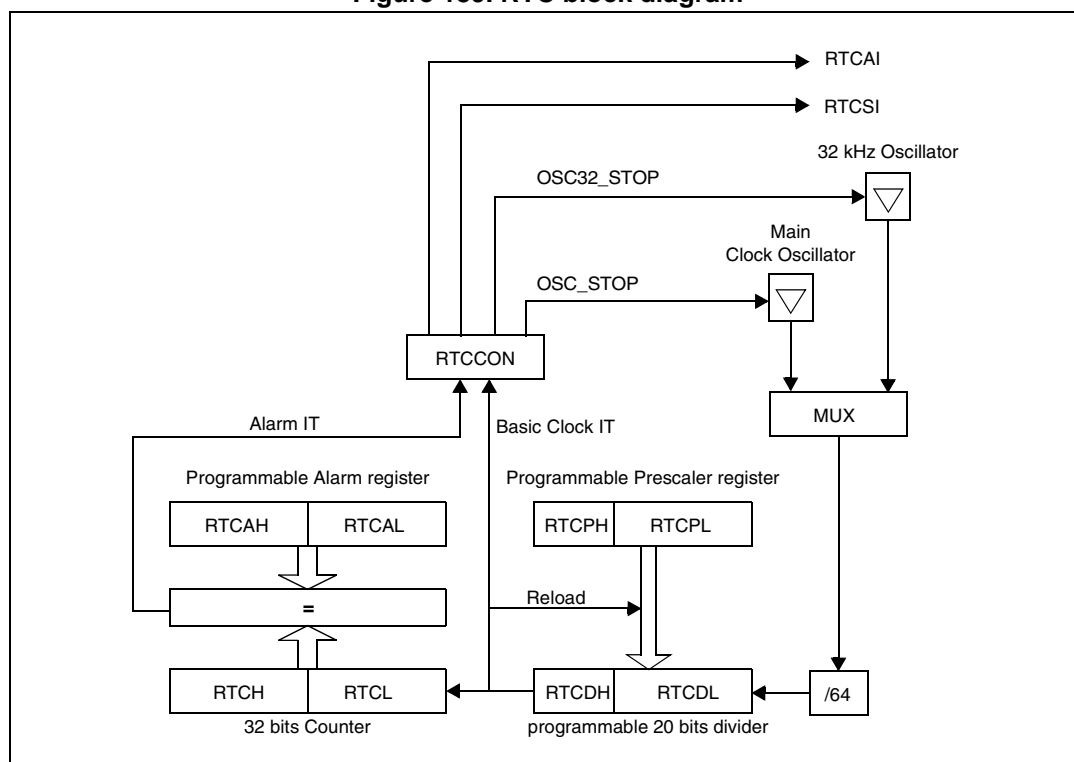 RTCAI
RTCSI
32 kHz Oscillator
OSC32_STOP
Main
Clock Oscillator
OSC_STOP
RTCCON
MUX
Alarm IT
Basic Clock IT
Programmable Alarm register
Programmable Prescaler register
RTCAH RTCAL
RTCPH RTCPL
=
Reload
RTCH RTCL
RTCDH RTCDL
/64
32 bits Counter
programmable 20 bits divider